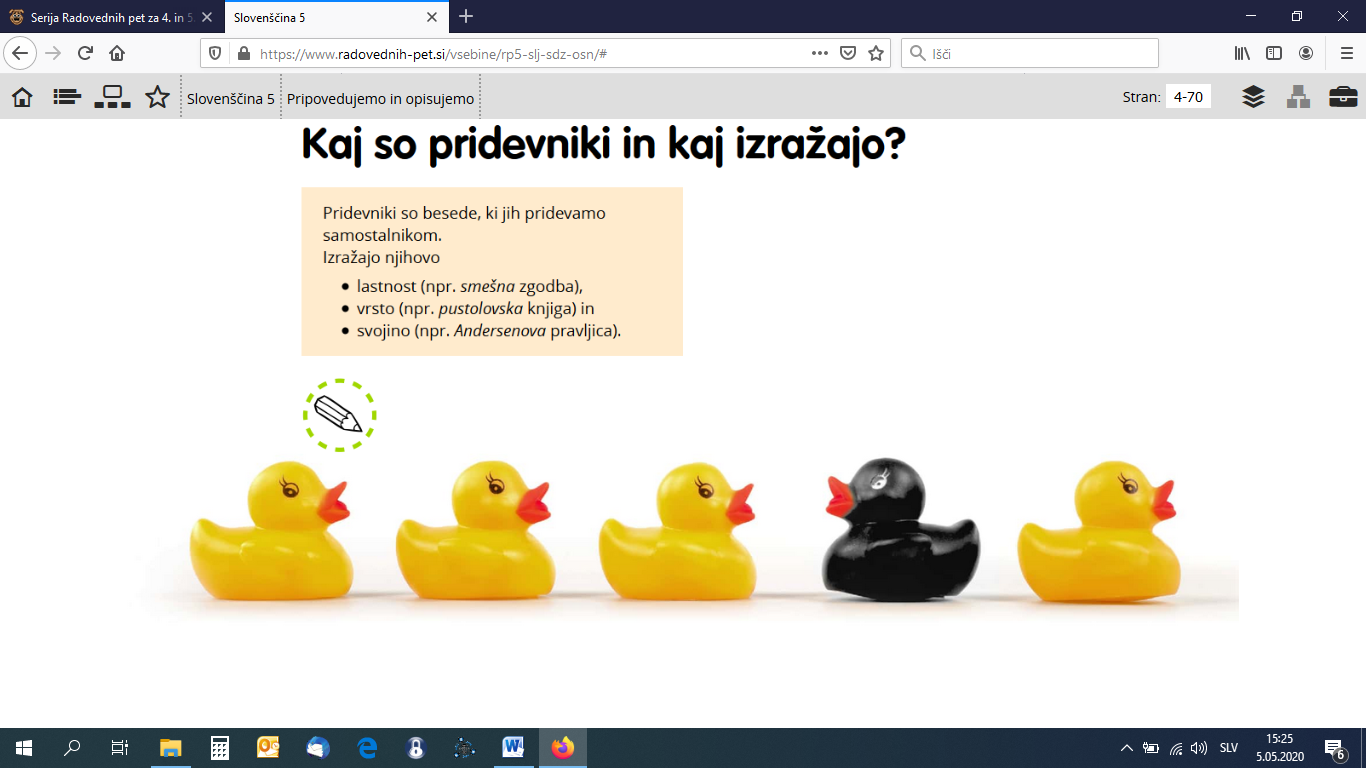 Serija Radovednih pet za 4. in 5.
Slovenščina 5
https://www.radovednih-pet.si/vsebine/rp5-slj-sdz-osn/#
Išči
Slovenščina 5
Pripovedujemo in opisujemo
Stran: 4-70
Kaj so pridevniki in kaj izražajo?
Pridevniki so besede, ki jih pridevamo
samostalnikom.
Izražajo njihovo
• lastnost (npr. smešna zgodba),
• vrsto (npr. pustolovska knjiga) in
• svojino (npr. Andersenova pravljica).
SLV
15:25
5.05.2020
6